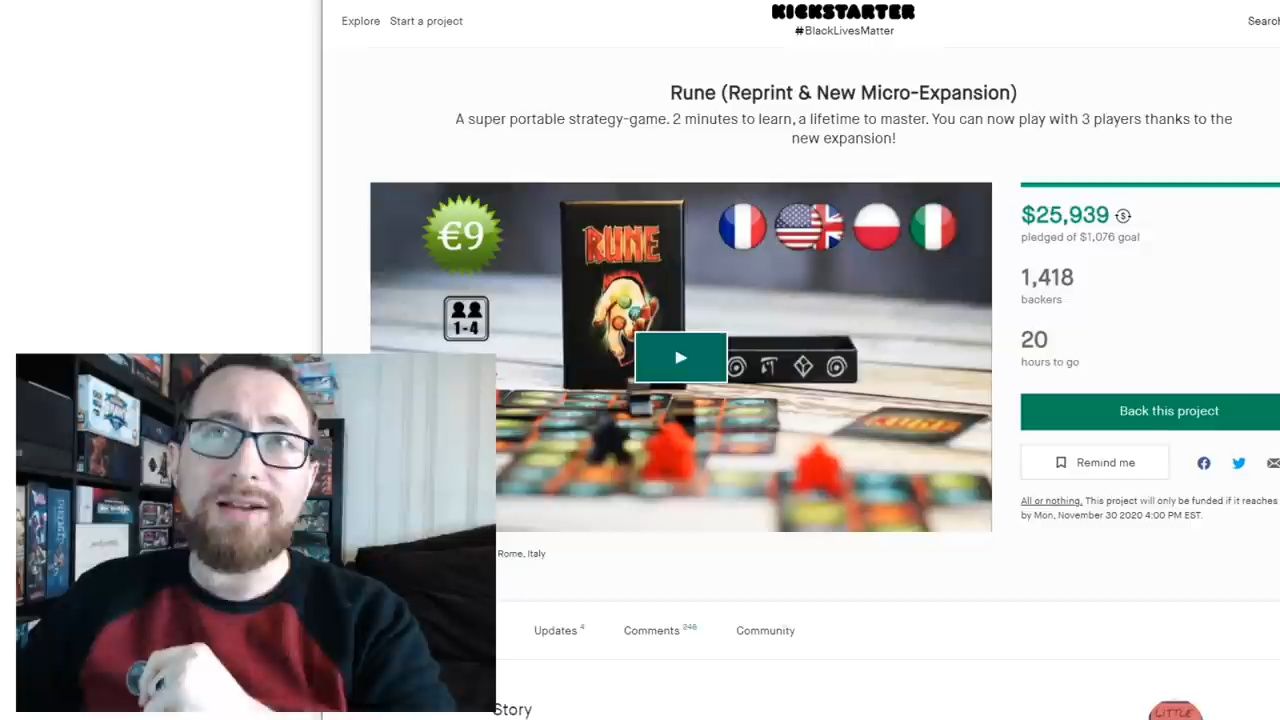 Explore Start a project
KICKSTARTER
#BlackLivesMatter
Search
Rune (Reprint & New Micro-Expansion)
A super portable strategy-game. 2 minutes to learn, a lifetime to master. You can now play with 3 players thanks to the
new expansion!
€9
RUNE
1-4
RUNE
$25,939
pledged of $1,076 goal
1,418
backers
20
hours to go
Back this project
Remind me
All or nothing. This project will only be funded if it reaches
by Mon, November 30 2020 4:00 PM EST.
Rome, Italy
Updates 4 Comments 246 Community
Story
LITTLE